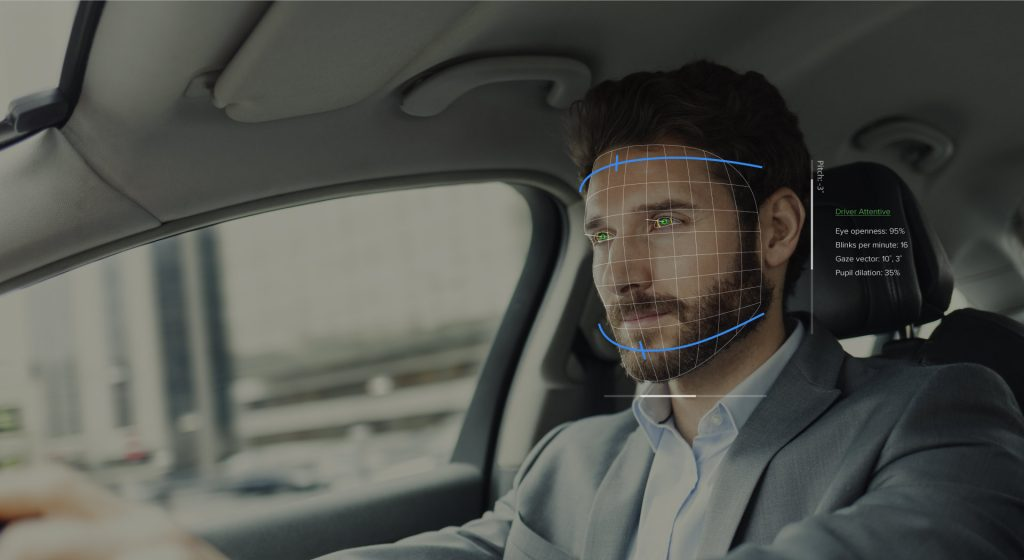 Pitch: -3°
Driver Attentive
Eye openness: 95%
Blinks per minute: 16
Gaze vector: 10°, 3°
Pupil dilation: 35%